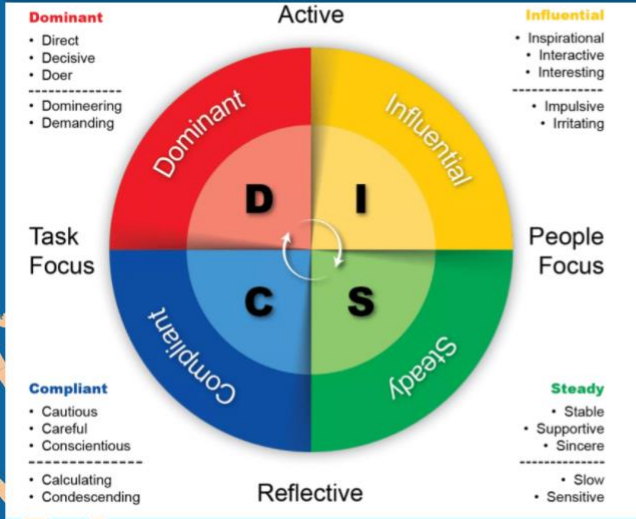 Active
Dominant
• Direct
• Decisive
• Doer
• Domineering
• Demanding
Influential
• Inspirational
• Interactive
• Interesting
• Impulsive
• Irritating
Dominant
Influential
D
I
Task
Focus
People
Focus
C
S
Compliant
Steady
Compliant
• Cautious
• Careful
• Conscientious
• Calculating
• Condescending
Steady
• Stable
• Supportive
• Sincere
• Slow
• Sensitive
Reflective